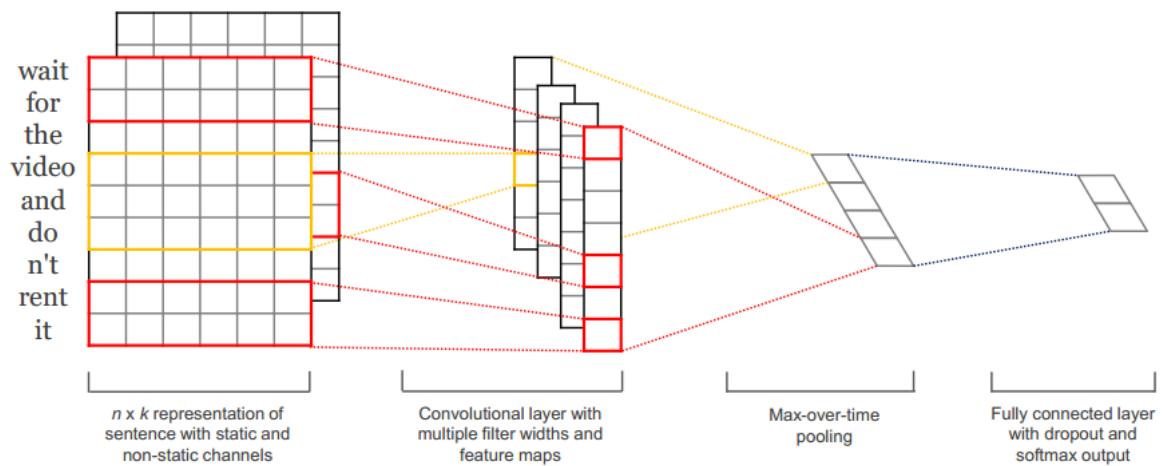 wait
for
the
video
and
do
n't
rent
it
n x k representation of
sentence with static and
non-static channels
Convolutional layer with
multiple filter widths and
feature maps
Max-over-time
pooling
Fully connected layer
with dropout and
softmax output